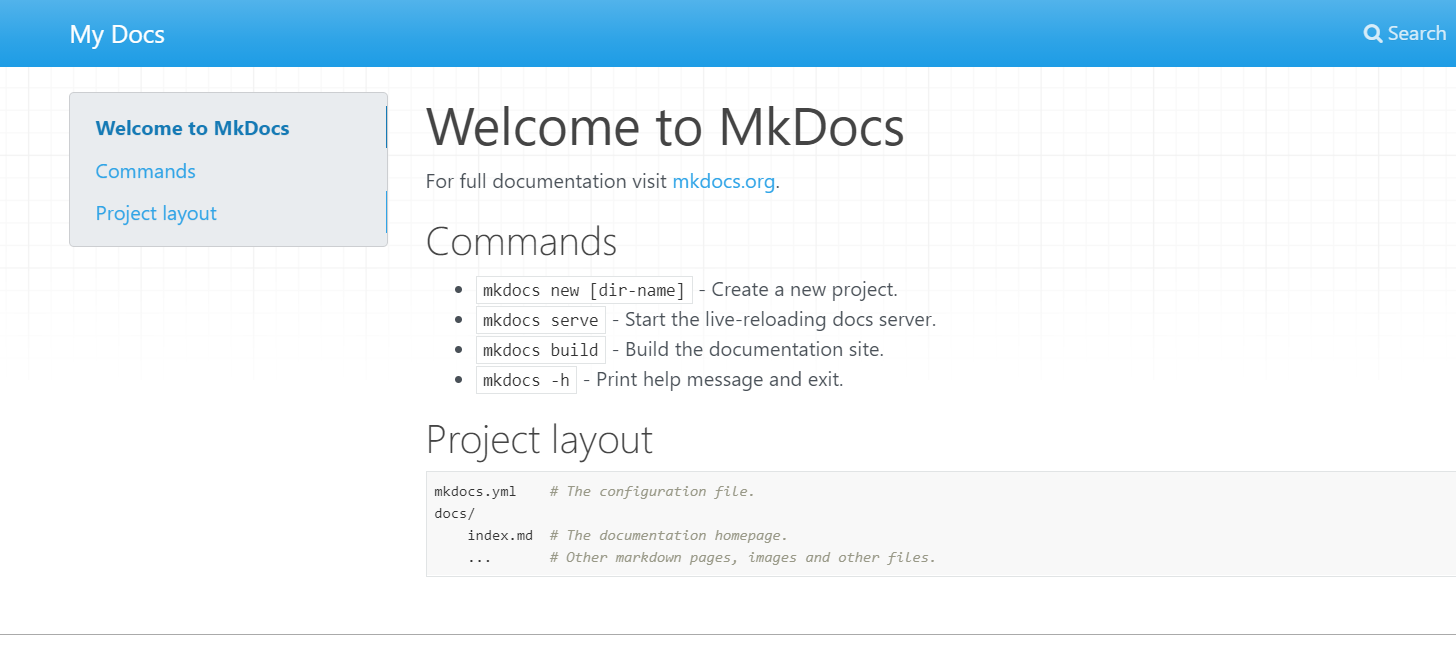 My Docs
Search
Welcome to MkDocs
Commands
Project layout
Welcome to MkDocs
For full documentation visit mkdocs.org.
Commands
mkdocs new [dir-name] - Create a new project.
mkdocs serve - Start the live-reloading docs server.
mkdocs build - Build the documentation site.
mkdocs -h - Print help message and exit.
Project layout
mkdocs.yml    # The configuration file.
docs/
    index.md  # The documentation homepage.
    ...       # Other markdown pages, images and other files.